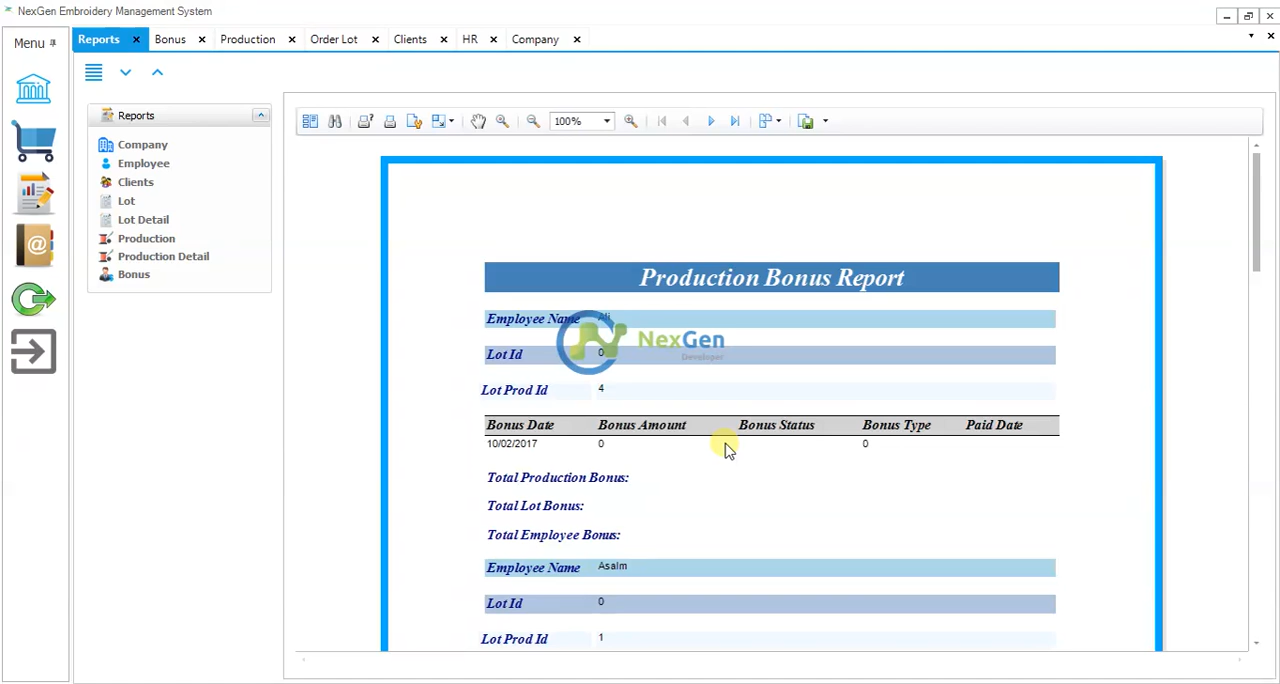 NexGen Embroidery Management System
Menu
Reports Bonus Production Order Lot Clients HR Company
Reports
Company
Employee
Clients
Lot
Lot Detail
Production
Production Detail
Bonus
100%
Production Bonus Report
Employee Name Ali
Lot Id 0
NexGen
Developer
Lot Prod Id 4
Bonus Date Bonus Amount Bonus Status Bonus Type Paid Date
10/02/2017 0 0
Total Production Bonus:
Total Lot Bonus:
Total Employee Bonus:
Employee Name Asalm
Lot Id 0
Lot Prod Id 1